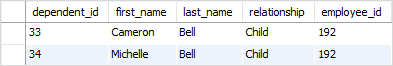 dependent_id first_name last_name relationship employee_id
33 Cameron Bell Child 192
34 Michelle Bell Child 192